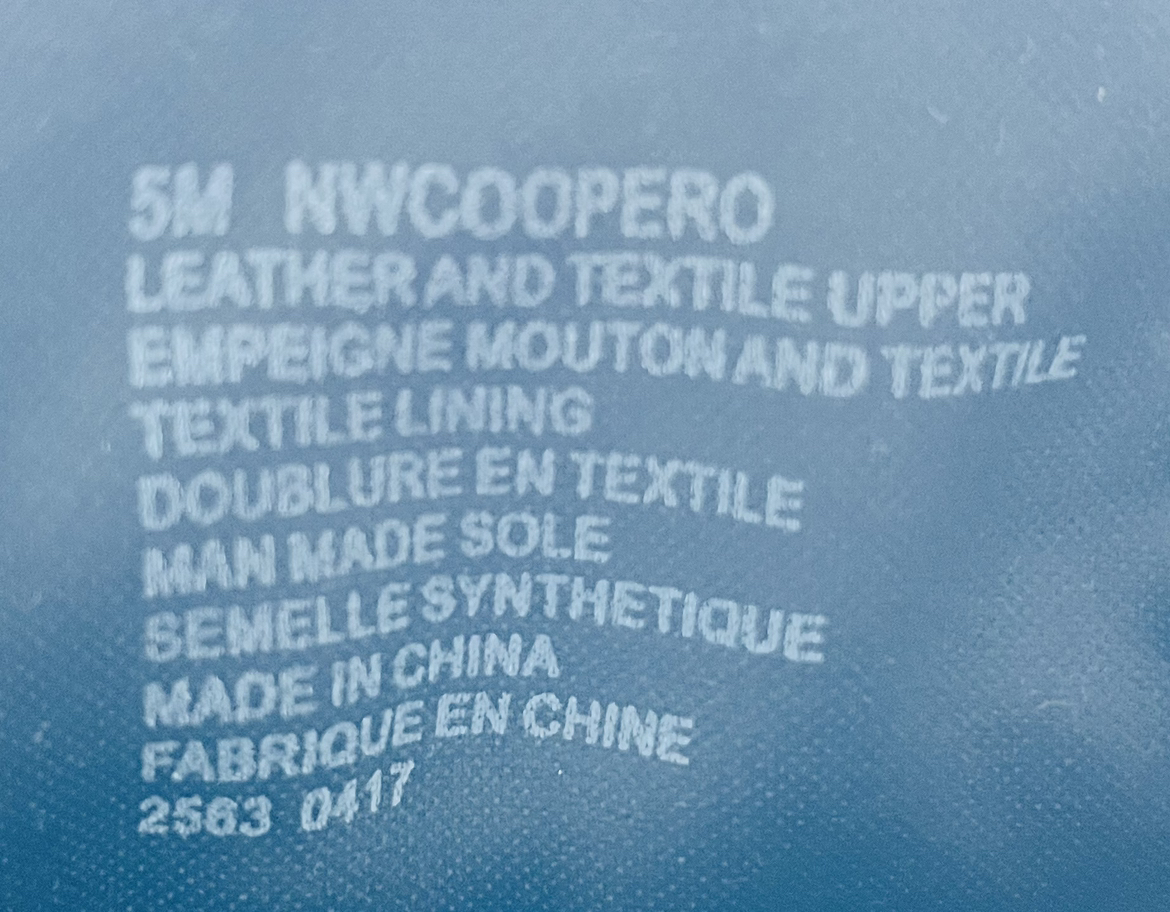 5M NWCOOPERO
LEATHER AND TEXTILE UPPER
EMPEIGNE MOUTON AND TEXTILE
TEXTILE LINING
DOUBLURE EN TEXTILE
MAN MADE SOLE
SEMELLE SYNTHETIQUE
MADE IN CHINA
FABRIQUE EN CHINE
2563 0417